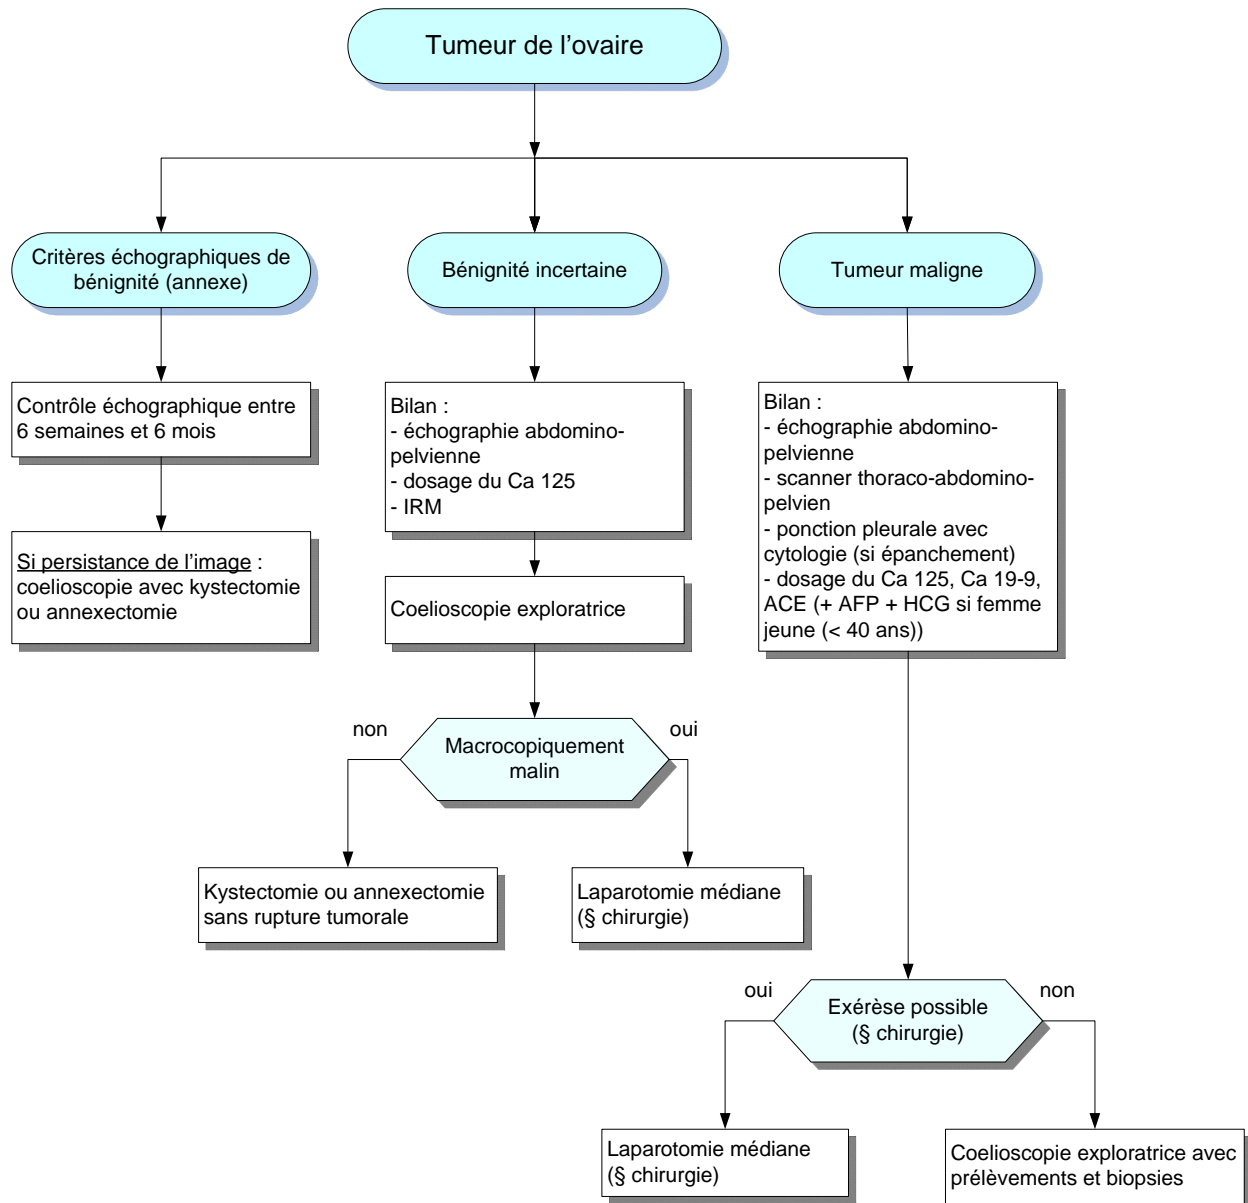 Tumeur de l'ovaire
Critères échographiques de
bénignité (annexe)
Bénignité incertaine
Tumeur maligne
Contrôle échographique entre
6 semaines et 6 mois
Si persistance de l'image :
coelioscopie avec kystectomie
ou annexectomie
Bilan :
- échographie abdomino-
pelvienne
- dosage du Ca 125
- IRM
Coelioscopie exploratrice
non
oui
Macrocopiquement
malin
Kystectomie ou annexectomie
sans rupture tumorale
Laparotomie médiane
(§ chirurgie)
Bilan :
- échographie abdomino-
pelvienne
- scanner thoraco-abdomino-
pelvien
- ponction pleurale avec
cytologie (si épanchement)
- dosage du Ca 125, Ca 19-9,
ACE (+ AFP + HCG si femme
jeune (< 40 ans))
oui
non
Exérèse possible
(§ chirurgie)
Laparotomie médiane
(§ chirurgie)
Coelioscopie exploratrice avec
prélèvements et biopsies